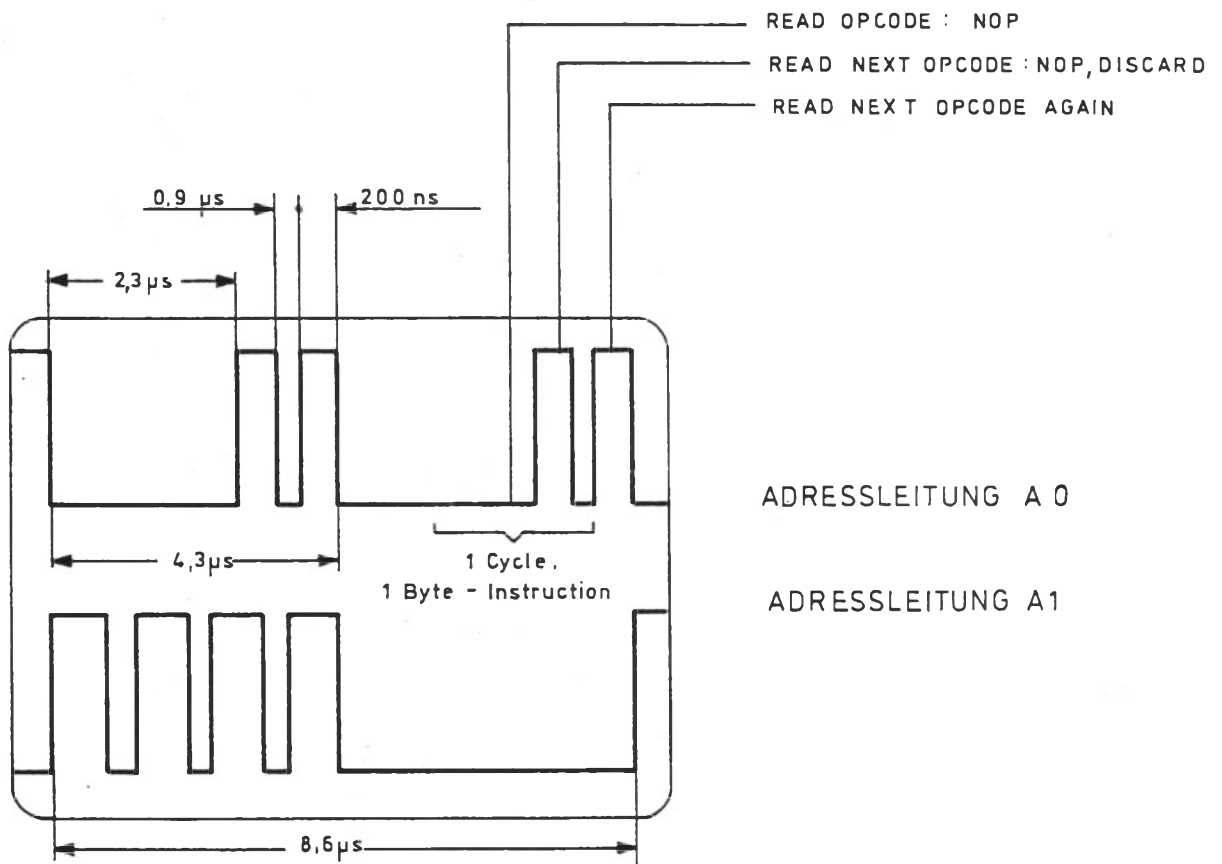 READ OPCODE : NOP
READ NEXT OPCODE : NOP, DISCARD
READ NEXT OPCODE AGAIN
0,9 µs
200 ns
2,3 µs
ADRESSLEITUNG A 0
4,3 µs
1 Cycle,
1 Byte - Instruction
ADRESSLEITUNG A 1
8,6 µs